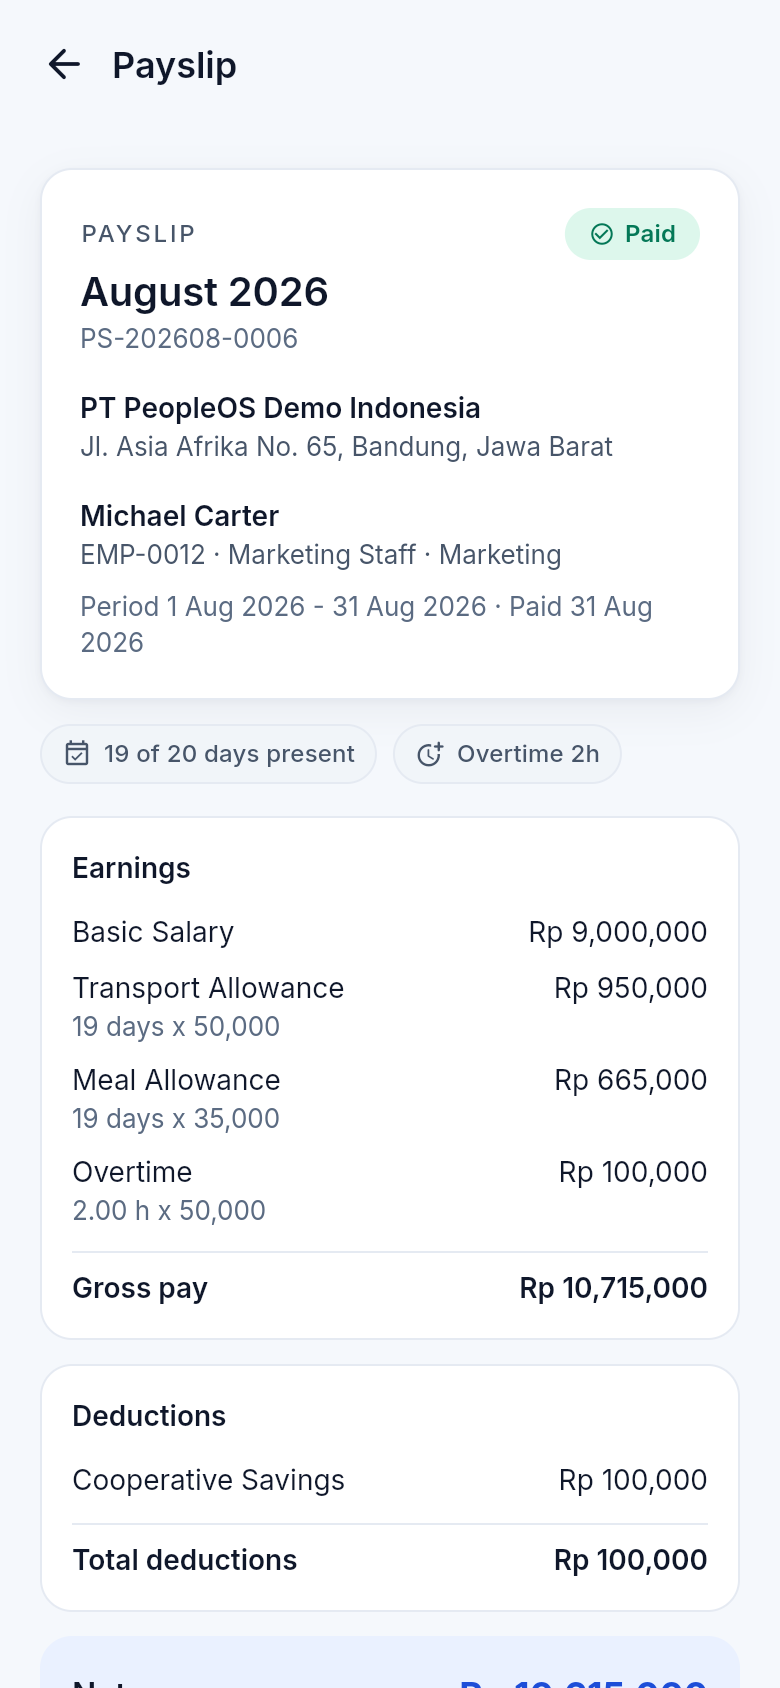 Payslip
PAYSLIP
Paid
August 2026
PS-202608-0006
PT PeopleOS Demo Indonesia
Jl. Asia Afrika No. 65, Bandung, Jawa Barat
Michael Carter
EMP-0012 · Marketing Staff · Marketing
Period 1 Aug 2026 - 31 Aug 2026 · Paid 31 Aug
2026
19 of 20 days present
Overtime 2h
Earnings
Basic Salary Rp 9,000,000
Transport Allowance Rp 950,000
19 days x 50,000
Meal Allowance Rp 665,000
19 days x 35,000
Overtime Rp 100,000
2.00 h x 50,000
Gross pay Rp 10,715,000
Deductions
Cooperative Savings Rp 100,000
Total deductions Rp 100,000